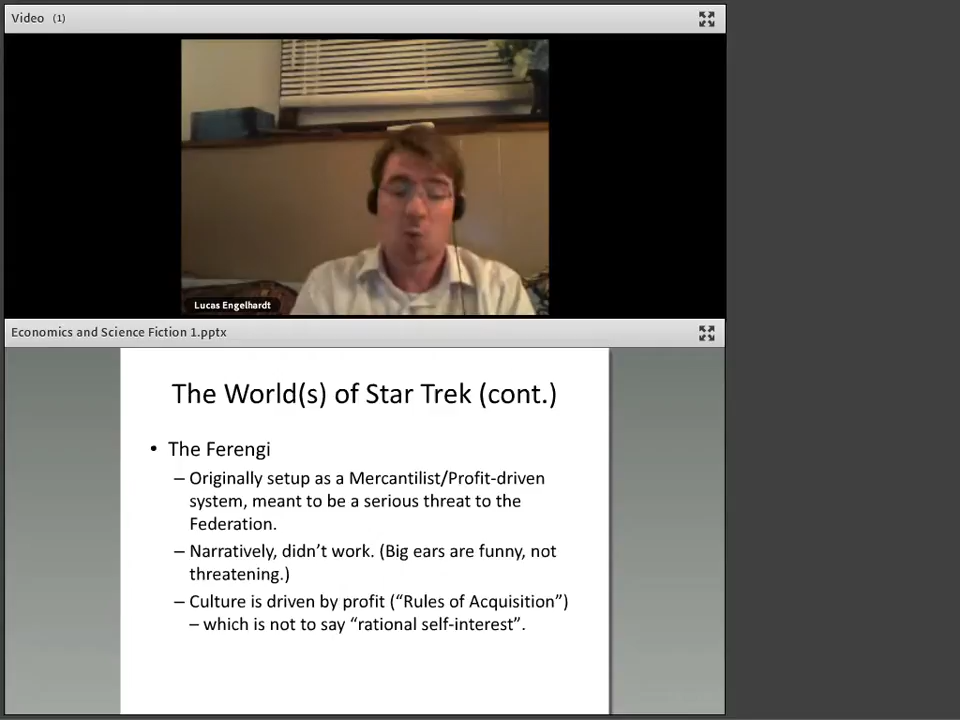 Video (1)
Lucas Engelhardt
Economics and Science Fiction 1.pptx
The World(s) of Star Trek (cont.)
• The Ferengi
– Originally setup as a Mercantilist/Profit-driven
system, meant to be a serious threat to the
Federation.
– Narratively, didn’t work. (Big ears are funny, not
threatening.)
– Culture is driven by profit (“Rules of Acquisition”)
– which is not to say “rational self-interest”.